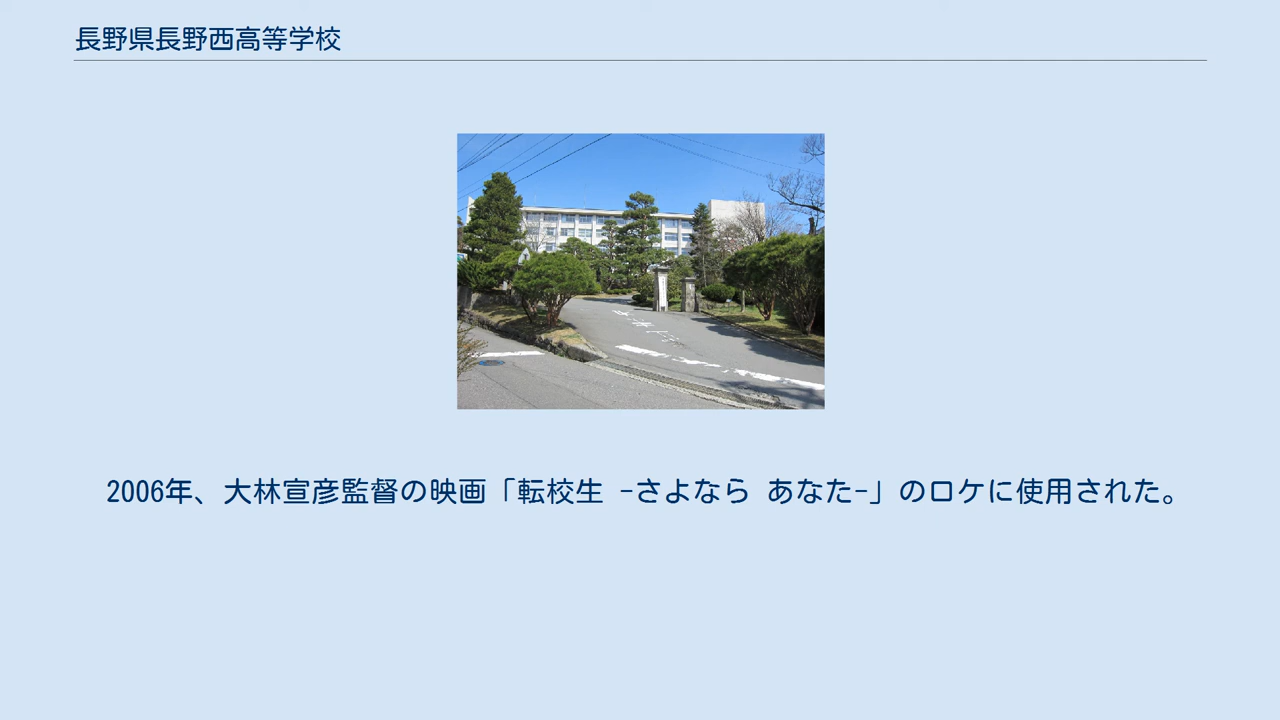 長野県長野西高等学校
2006年、大林宣彦監督の映画「転校生 -さよなら あなた-」のロケに使用された。